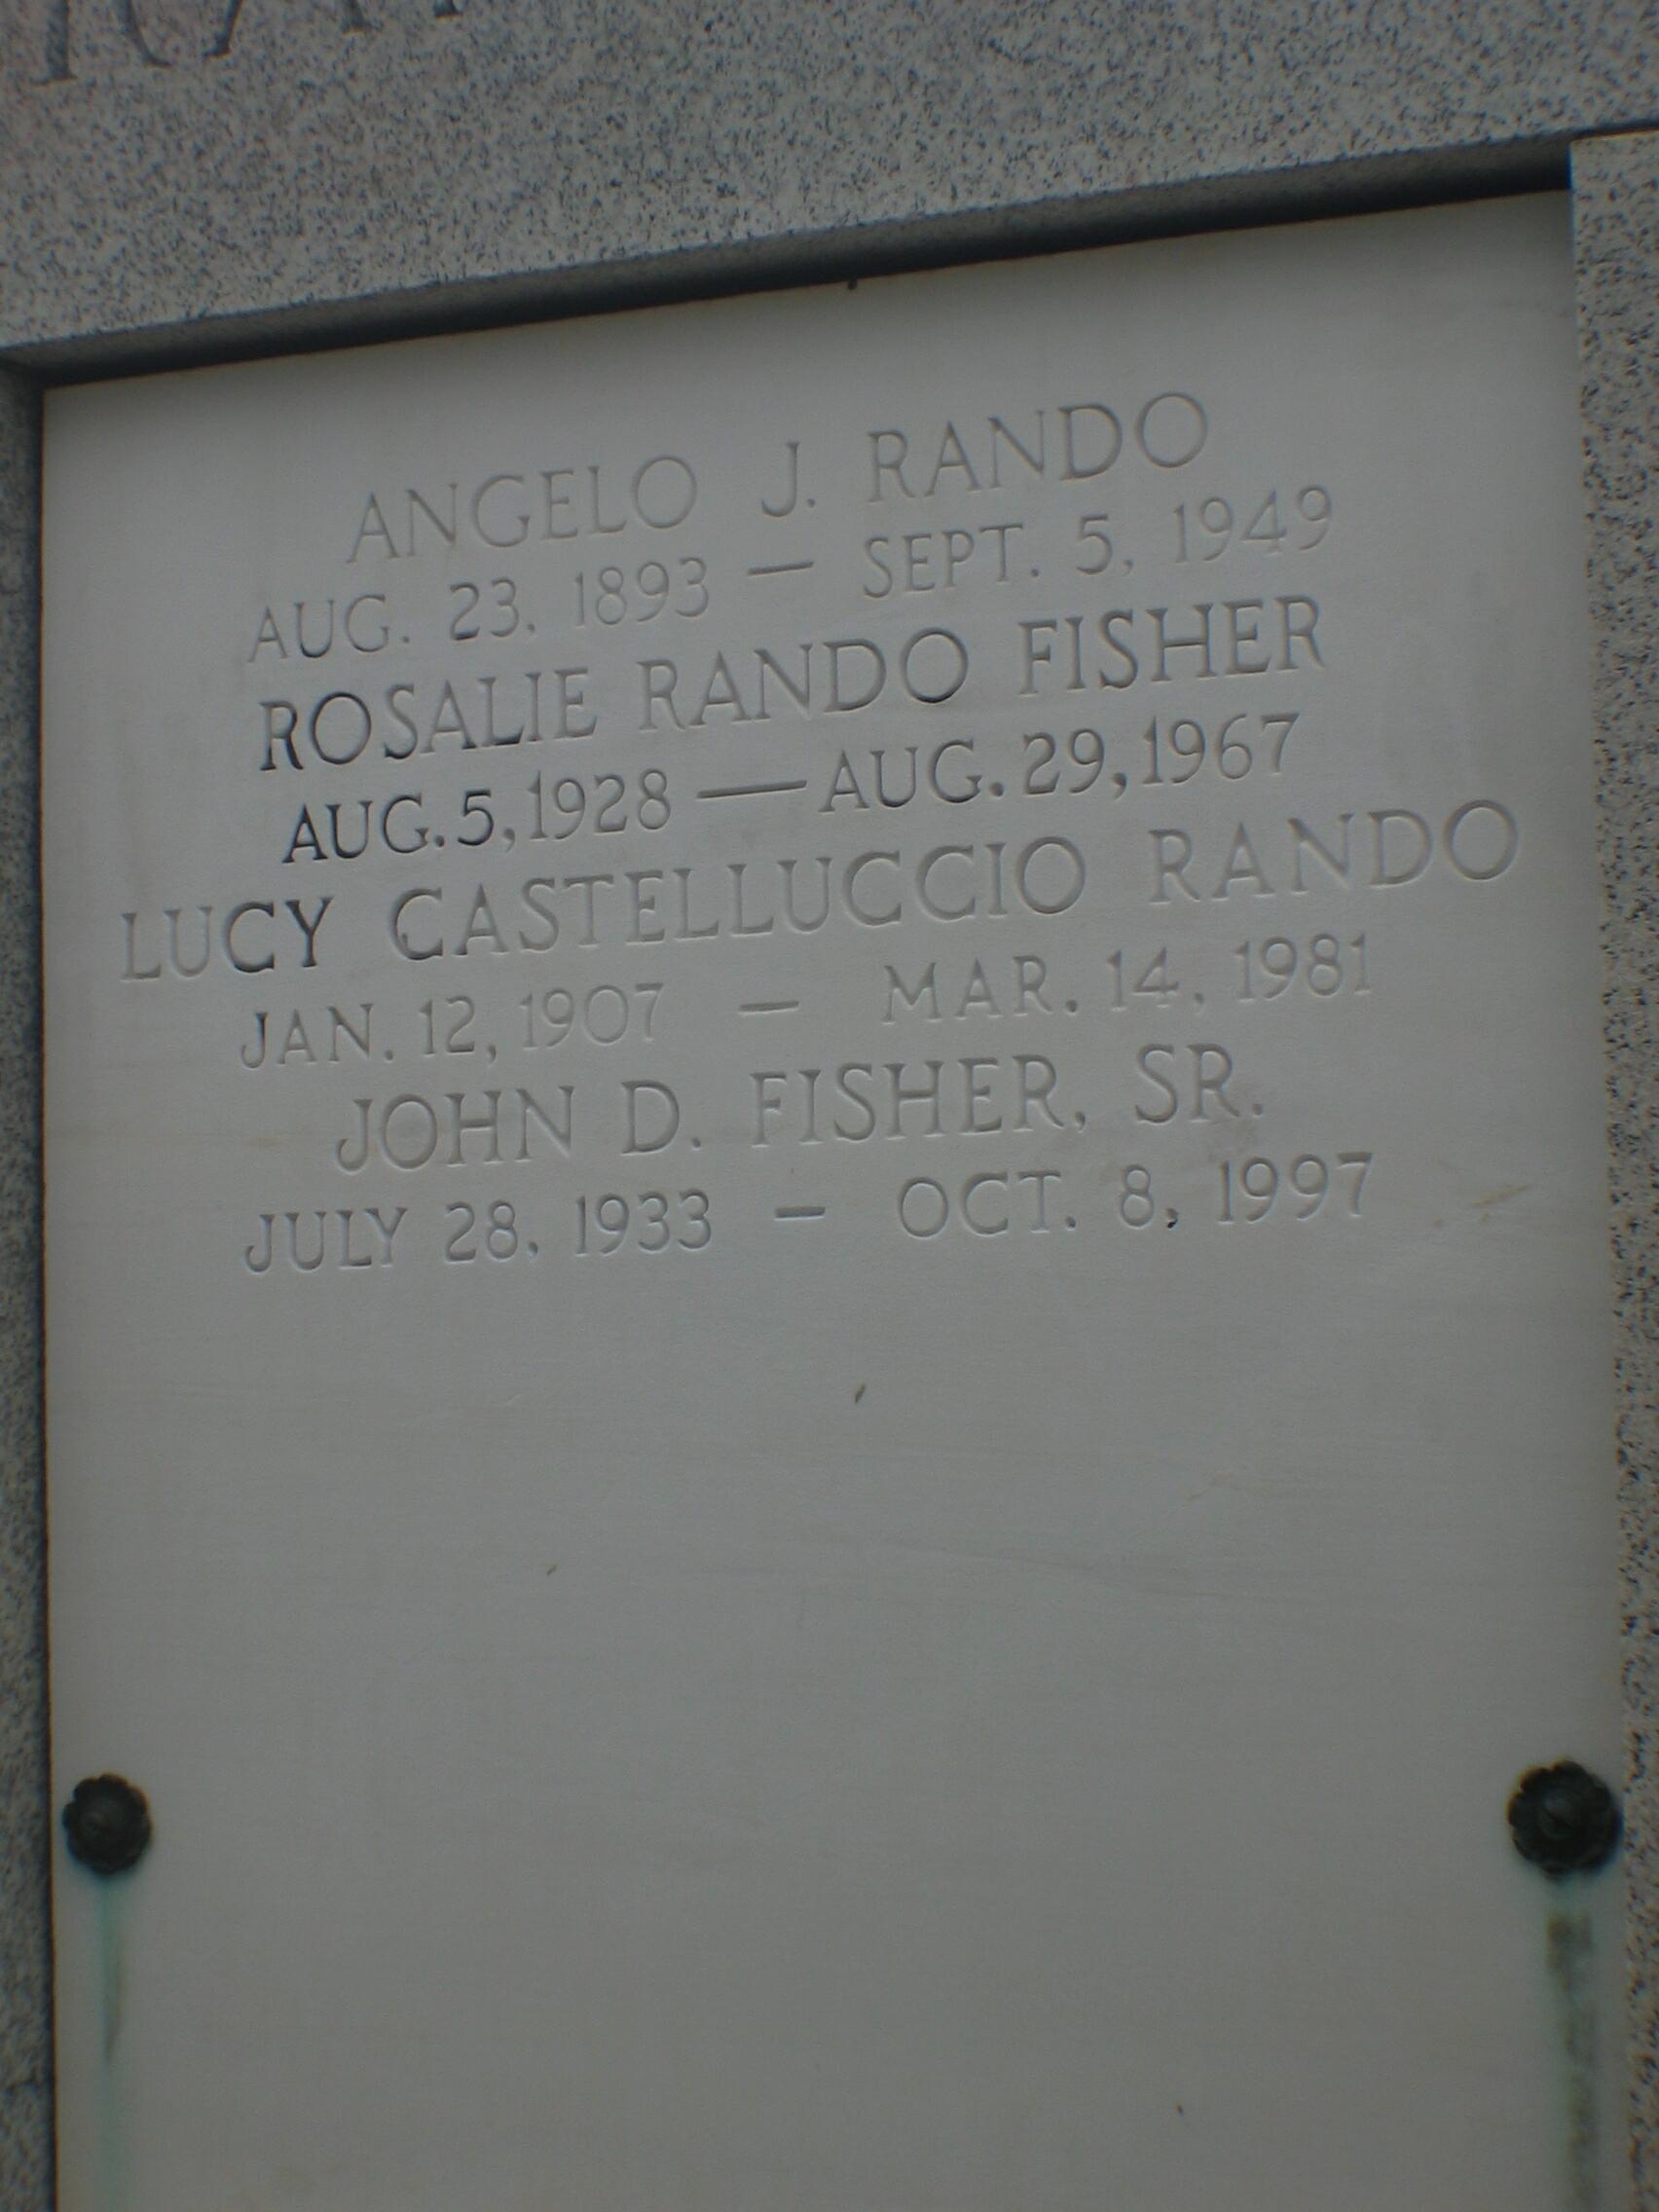 ANGELO J. RANDO
AUG. 23, 1893 — SEPT. 5, 1949
ROSALIE RANDO FISHER
AUG. 5, 1928 — AUG. 29, 1967
LUCY CASTELLUCCIO RANDO
JAN. 12, 1907 — MAR. 14, 1981
JOHN D. FISHER, SR.
JULY 28, 1933 — OCT. 8, 1997